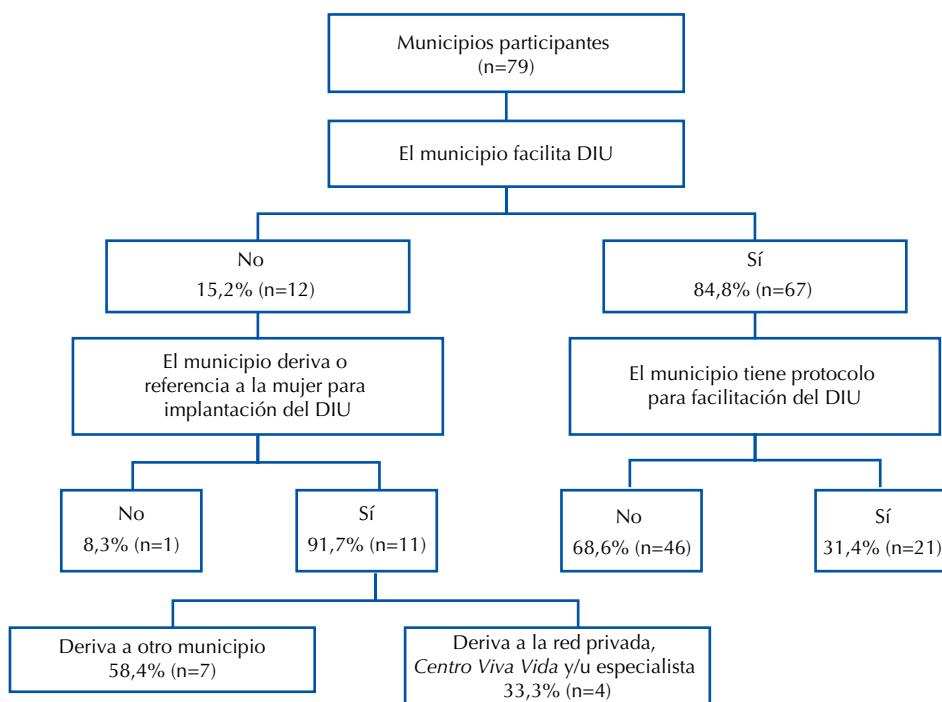 Municipios participantes
(n=79)
El municipio facilita DIU
No
15,2% (n=12)
Sí
84,8% (n=67)
El municipio deriva o
referencia a la mujer para
implantación del DIU
El municipio tiene protocolo
para facilitación del DIU
No
8,3% (n=1)
Sí
91,7% (n=11)
No
68,6% (n=46)
Sí
31,4% (n=21)
Deriva a otro municipio
58,4% (n=7)
Deriva a la red privada,
Centro Viva Vida y/u especialista
33,3% (n=4)